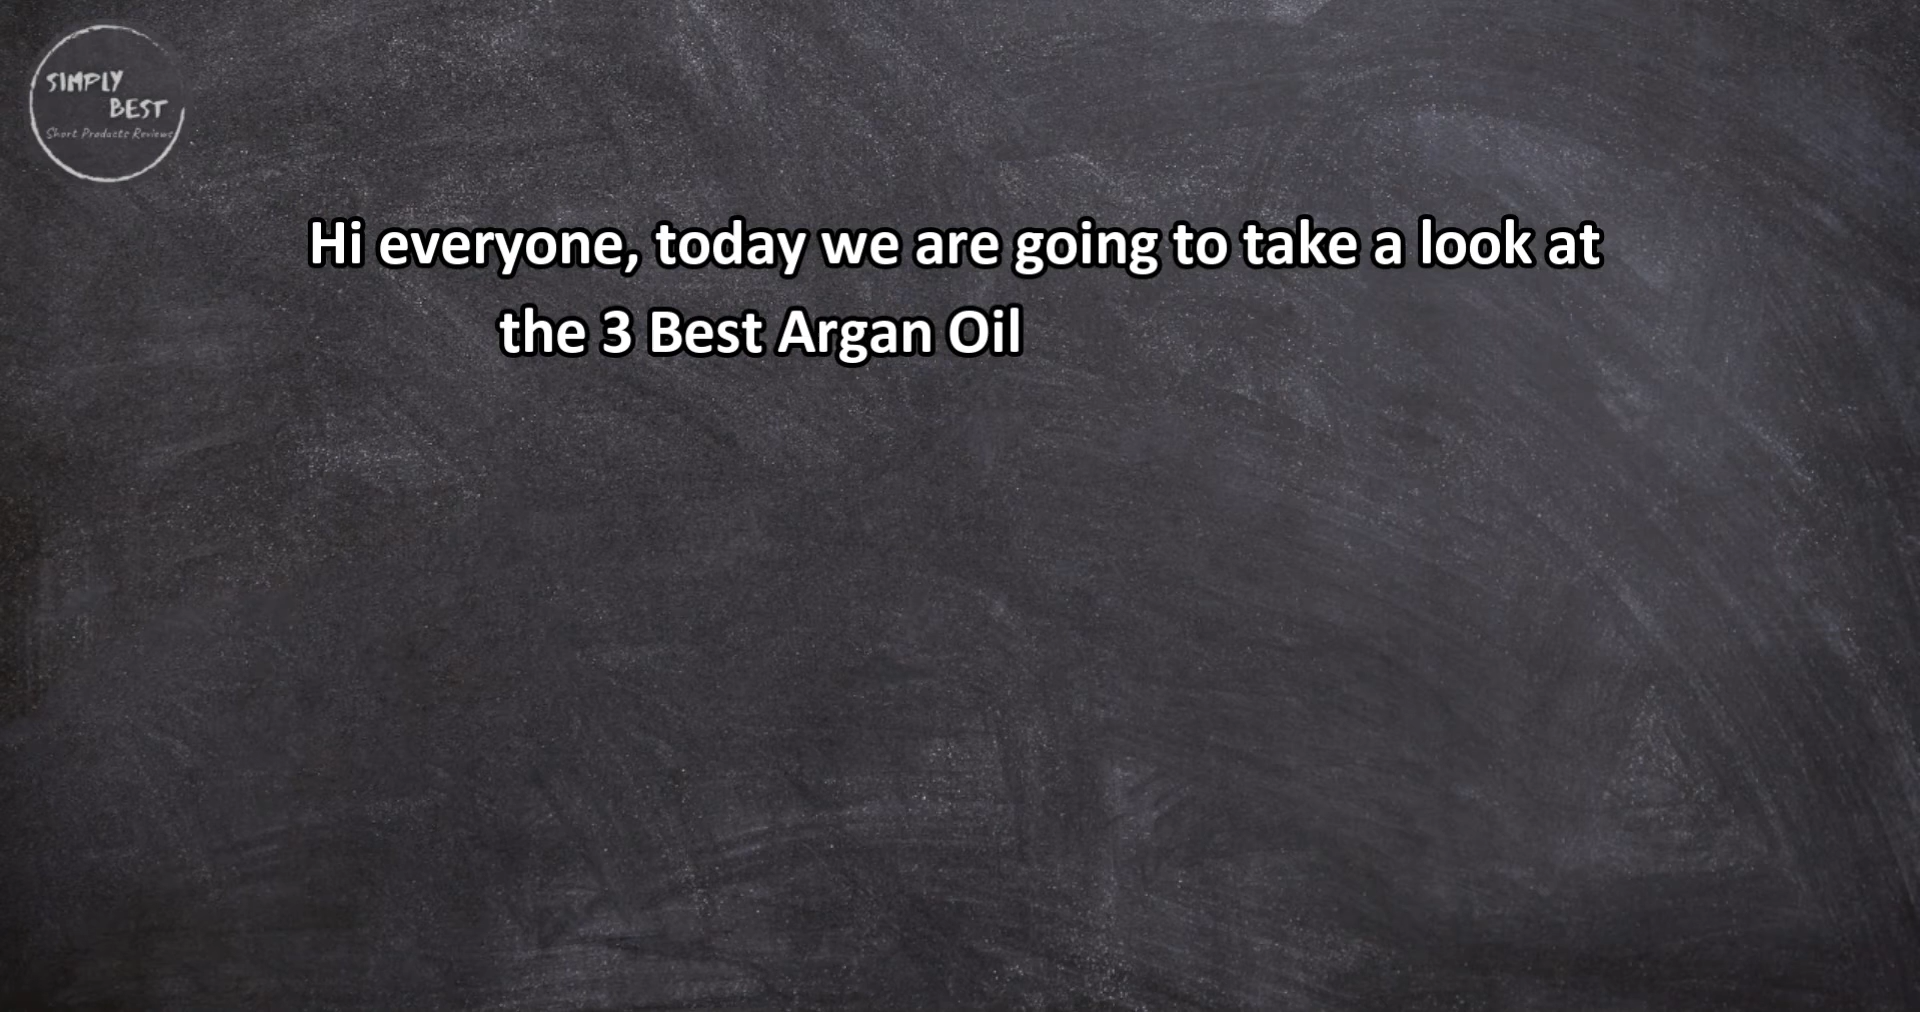 SIMPLY
BEST
Short Products Reviews
Hi everyone, today we are going to take a look at
the 3 Best Argan Oil